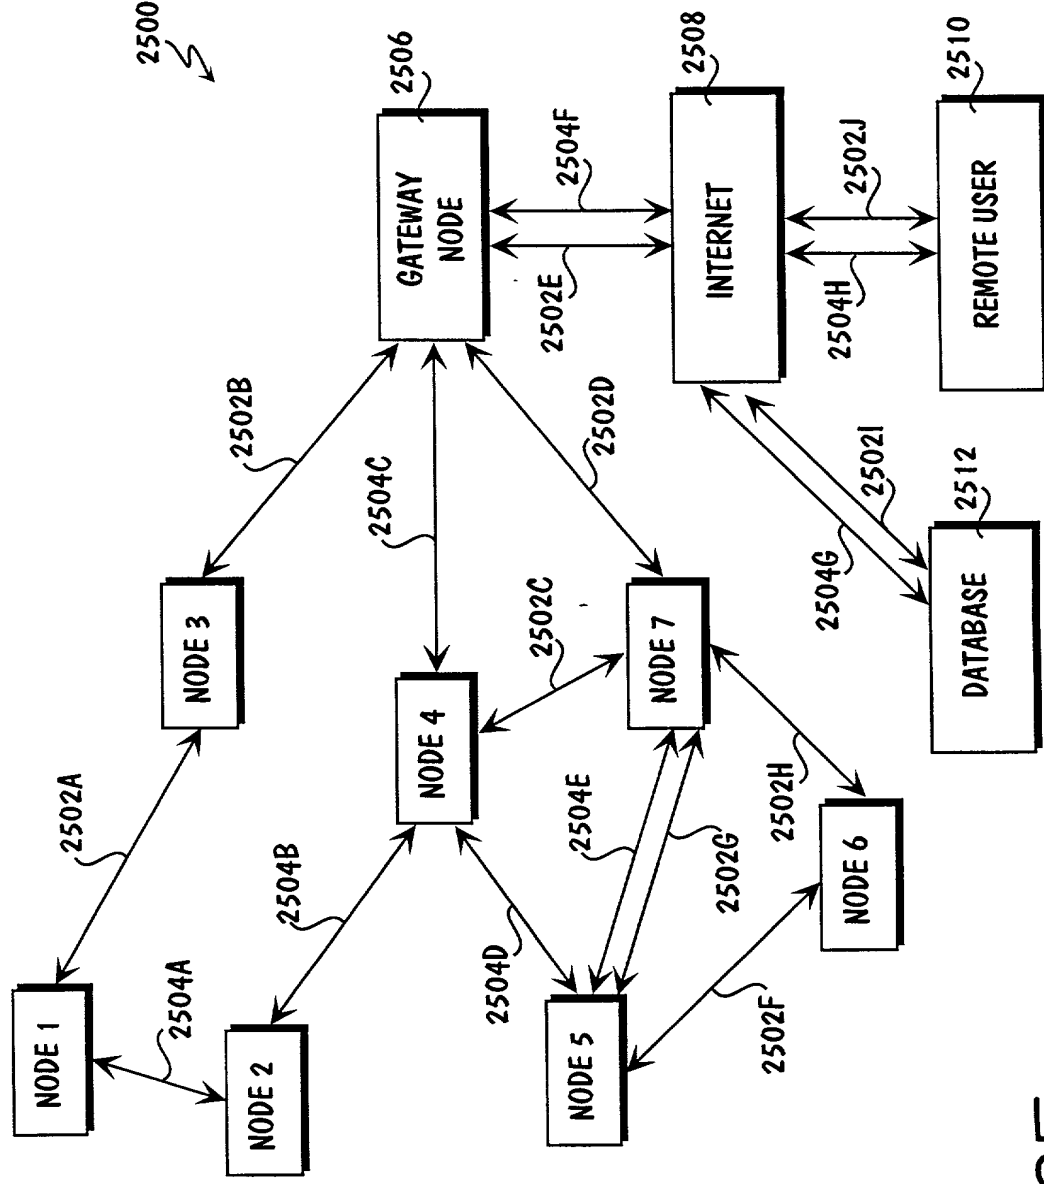 2500
NODE 1
2502A
2504A
NODE 3
2502B
NODE 2
2504B
2504C
2506
GATEWAY
NODE
NODE 4
2504D
2502C
2502E
2504F
NODE 5
2504E
2502D
NODE 7
2508
INTERNET
2502G
2502F
2502H
2504G
2504H
2502J
NODE 6
2502I
2512
2510
DATABASE
REMOTE USER